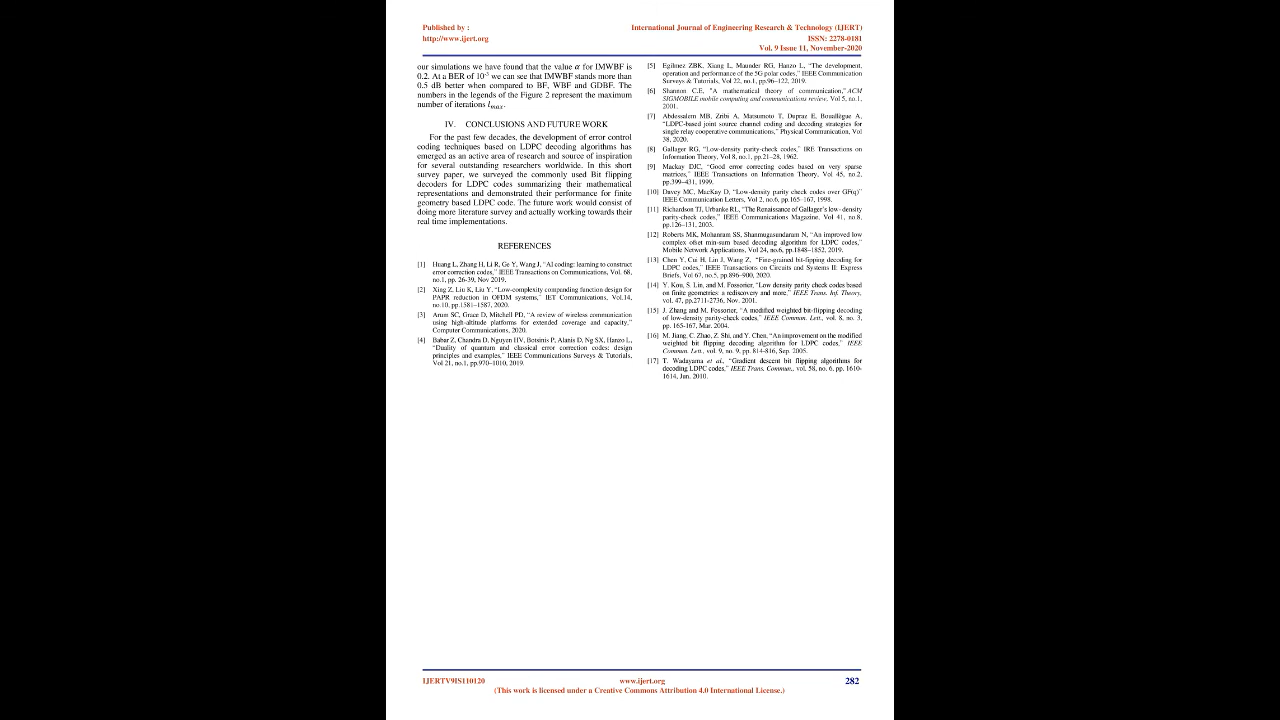 Published by :
http://www.ijert.org
International Journal of Engineering Research & Technology (IJERT)
ISSN: 2278-0181
Vol. 9 Issue 11, November-2020
our simulations we have found that the value α for IMWBF is
0.2. At a BER of 10⁻⁵ we can see that IMWBF stands more than
0.5 dB better when compared to BF, WBF and GDBF. The
numbers in the legends of the Figure 2 represent the maximum
number of iterations l_max.
IV. CONCLUSIONS AND FUTURE WORK
For the past few decades, the development of error control
coding techniques based on LDPC decoding algorithms has
emerged as an active area of research and source of inspiration
for several outstanding researchers worldwide. In this short
survey paper, we surveyed the commonly used Bit flipping
decoders for LDPC codes summarizing their mathematical
representations and demonstrated their performance for finite
geometry based LDPC code. The future work would consist of
doing more literature survey and actually working towards their
real time implementations.
REFERENCES
[1] Huang L, Zhang H, Li R, Ge Y, Wang J, "AI coding: learning to construct
error correction codes," IEEE Transactions on Communications, Vol. 68,
no.1, pp. 26-39, Nov 2019.
[2] Xing Z, Liu K, Liu Y, "Low-complexity companding function design for
PAPR reduction in OFDM systems," IET Communications, Vol.14,
no.10, pp.1581–1587, 2020.
[3] Arum SC, Grace D, Mitchell PD, "A review of wireless communication
using high-altitude platforms for extended coverage and capacity,"
Computer Communications, 2020.
[4] Babar Z, Chandra D, Nguyen HV, Botsinis P, Alanis D, Ng SX, Hanzo L,
"Duality of quantum and classical error correction codes: design
principles and examples," IEEE Communications Surveys & Tutorials,
Vol 21, no.1, pp.970–1010, 2019.
[5] Egilmez ZBK, Xiang L, Maunder RG, Hanzo L, "The development,
operation and performance of the 5G polar codes," IEEE Communication
Surveys & Tutorials, Vol 22, no.1, pp.96–122, 2019.
[6] Shannon C.E, "A mathematical theory of communication," ACM
SIGMOBILE mobile computing and communications review, Vol 5, no.1,
2001.
[7] Abdessalem MB, Zribi A, Matsumoto T, Dupraz E, Bouallègue A,
"LDPC-based joint source channel coding and decoding strategies for
single relay cooperative communications," Physical Communication, Vol
38, 2020.
[8] Gallager RG, "Low-density parity-check codes," IRE Transactions on
Information Theory, Vol 8, no.1, pp.21–28, 1962.
[9] Mackay DJC, "Good error correcting codes based on very sparse
matrices," IEEE Transactions on Information Theory, Vol 45, no.2,
pp.399–431, 1999.
[10] Davey MC, MacKay D, "Low-density parity check codes over GF(q)"
IEEE Communication Letters, Vol 2, no.6, pp.165–167, 1998.
[11] Richardson TJ, Urbanke RL, "The Renaissance of Gallager's low–density
parity-check codes," IEEE Communications Magazine, Vol 41, no.8,
pp.126–131, 2003.
[12] Roberts MK, Mohanram SS, Shanmugasundaram N, "An improved low
complex offset min-sum based decoding algorithm for LDPC codes,"
Mobile Network Applications, Vol 24, no.6, pp.1848–1852, 2019.
[13] Chen Y, Cui H, Lin J, Wang Z, "Fine-grained bit-fipping decoding for
LDPC codes," IEEE Transactions on Circuits and Systems II: Express
Briefs, Vol 67, no.5, pp.896–900, 2020.
[14] Y. Kou, S. Lin, and M. Fossorier, "Low density parity check codes based
on finite geometries: a rediscovery and more," IEEE Trans. Inf. Theory,
vol. 47, pp.2711-2736, Nov. 2001.
[15] J. Zhang and M. Fossorier, "A modified weighted bit-flipping decoding
of low-density parity-check codes," IEEE Commun. Lett., vol. 8, no. 3,
pp. 165-167, Mar. 2004.
[16] M. Jiang, C. Zhao, Z. Shi, and Y. Chen, "An improvement on the modified
weighted bit flipping decoding algorithm for LDPC codes," IEEE
Commun. Lett., vol. 9, no. 9, pp. 814-816, Sep. 2005.
[17] T. Wadayama et al., "Gradient descent bit flipping algorithms for
decoding LDPC codes," IEEE Trans. Commun., vol. 58, no. 6, pp. 1610-
1614, Jun. 2010.
IJERTV9IS110120
www.ijert.org
282
(This work is licensed under a Creative Commons Attribution 4.0 International License.)